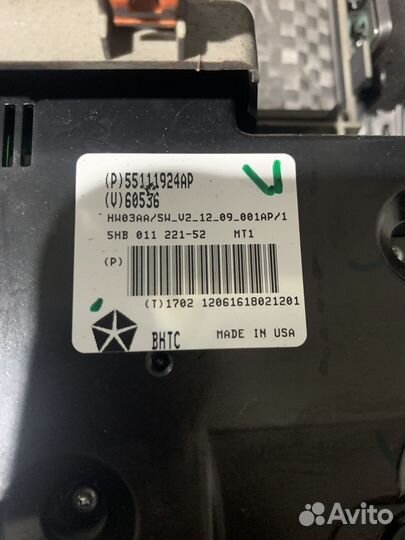 (P)55111924AP
(V)60536
HW03AA/SW_V2_12_09_001AP/1
5HB 011 221-52 MT1
(P)
(T)1702 12061618021201
BHTC MADE IN USA
Avito